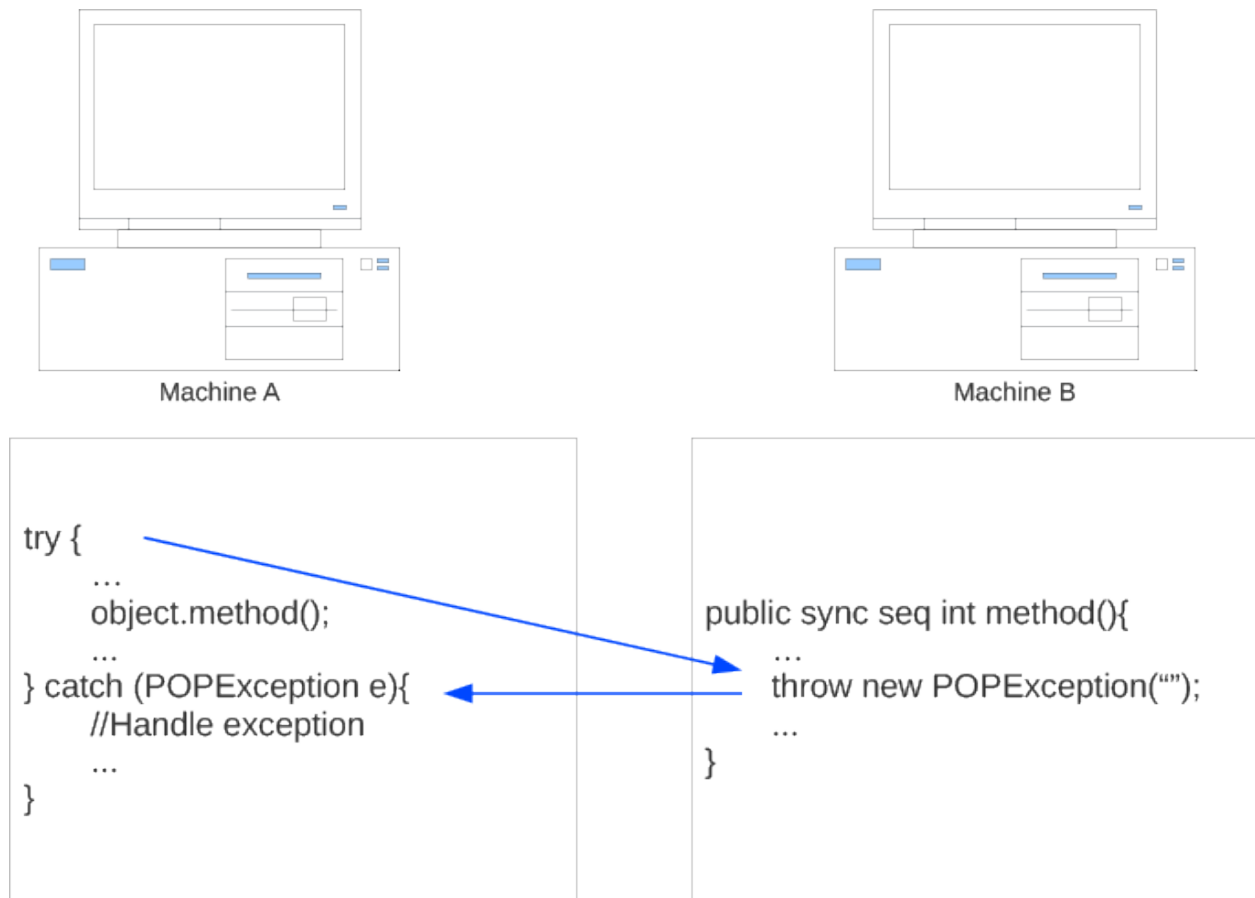 Machine A
Machine B
try {
...
object.method();
...
} catch (POPException e){
//Handle exception
...
}
public sync seq int method(){
...
throw new POPException(“”);
...
}